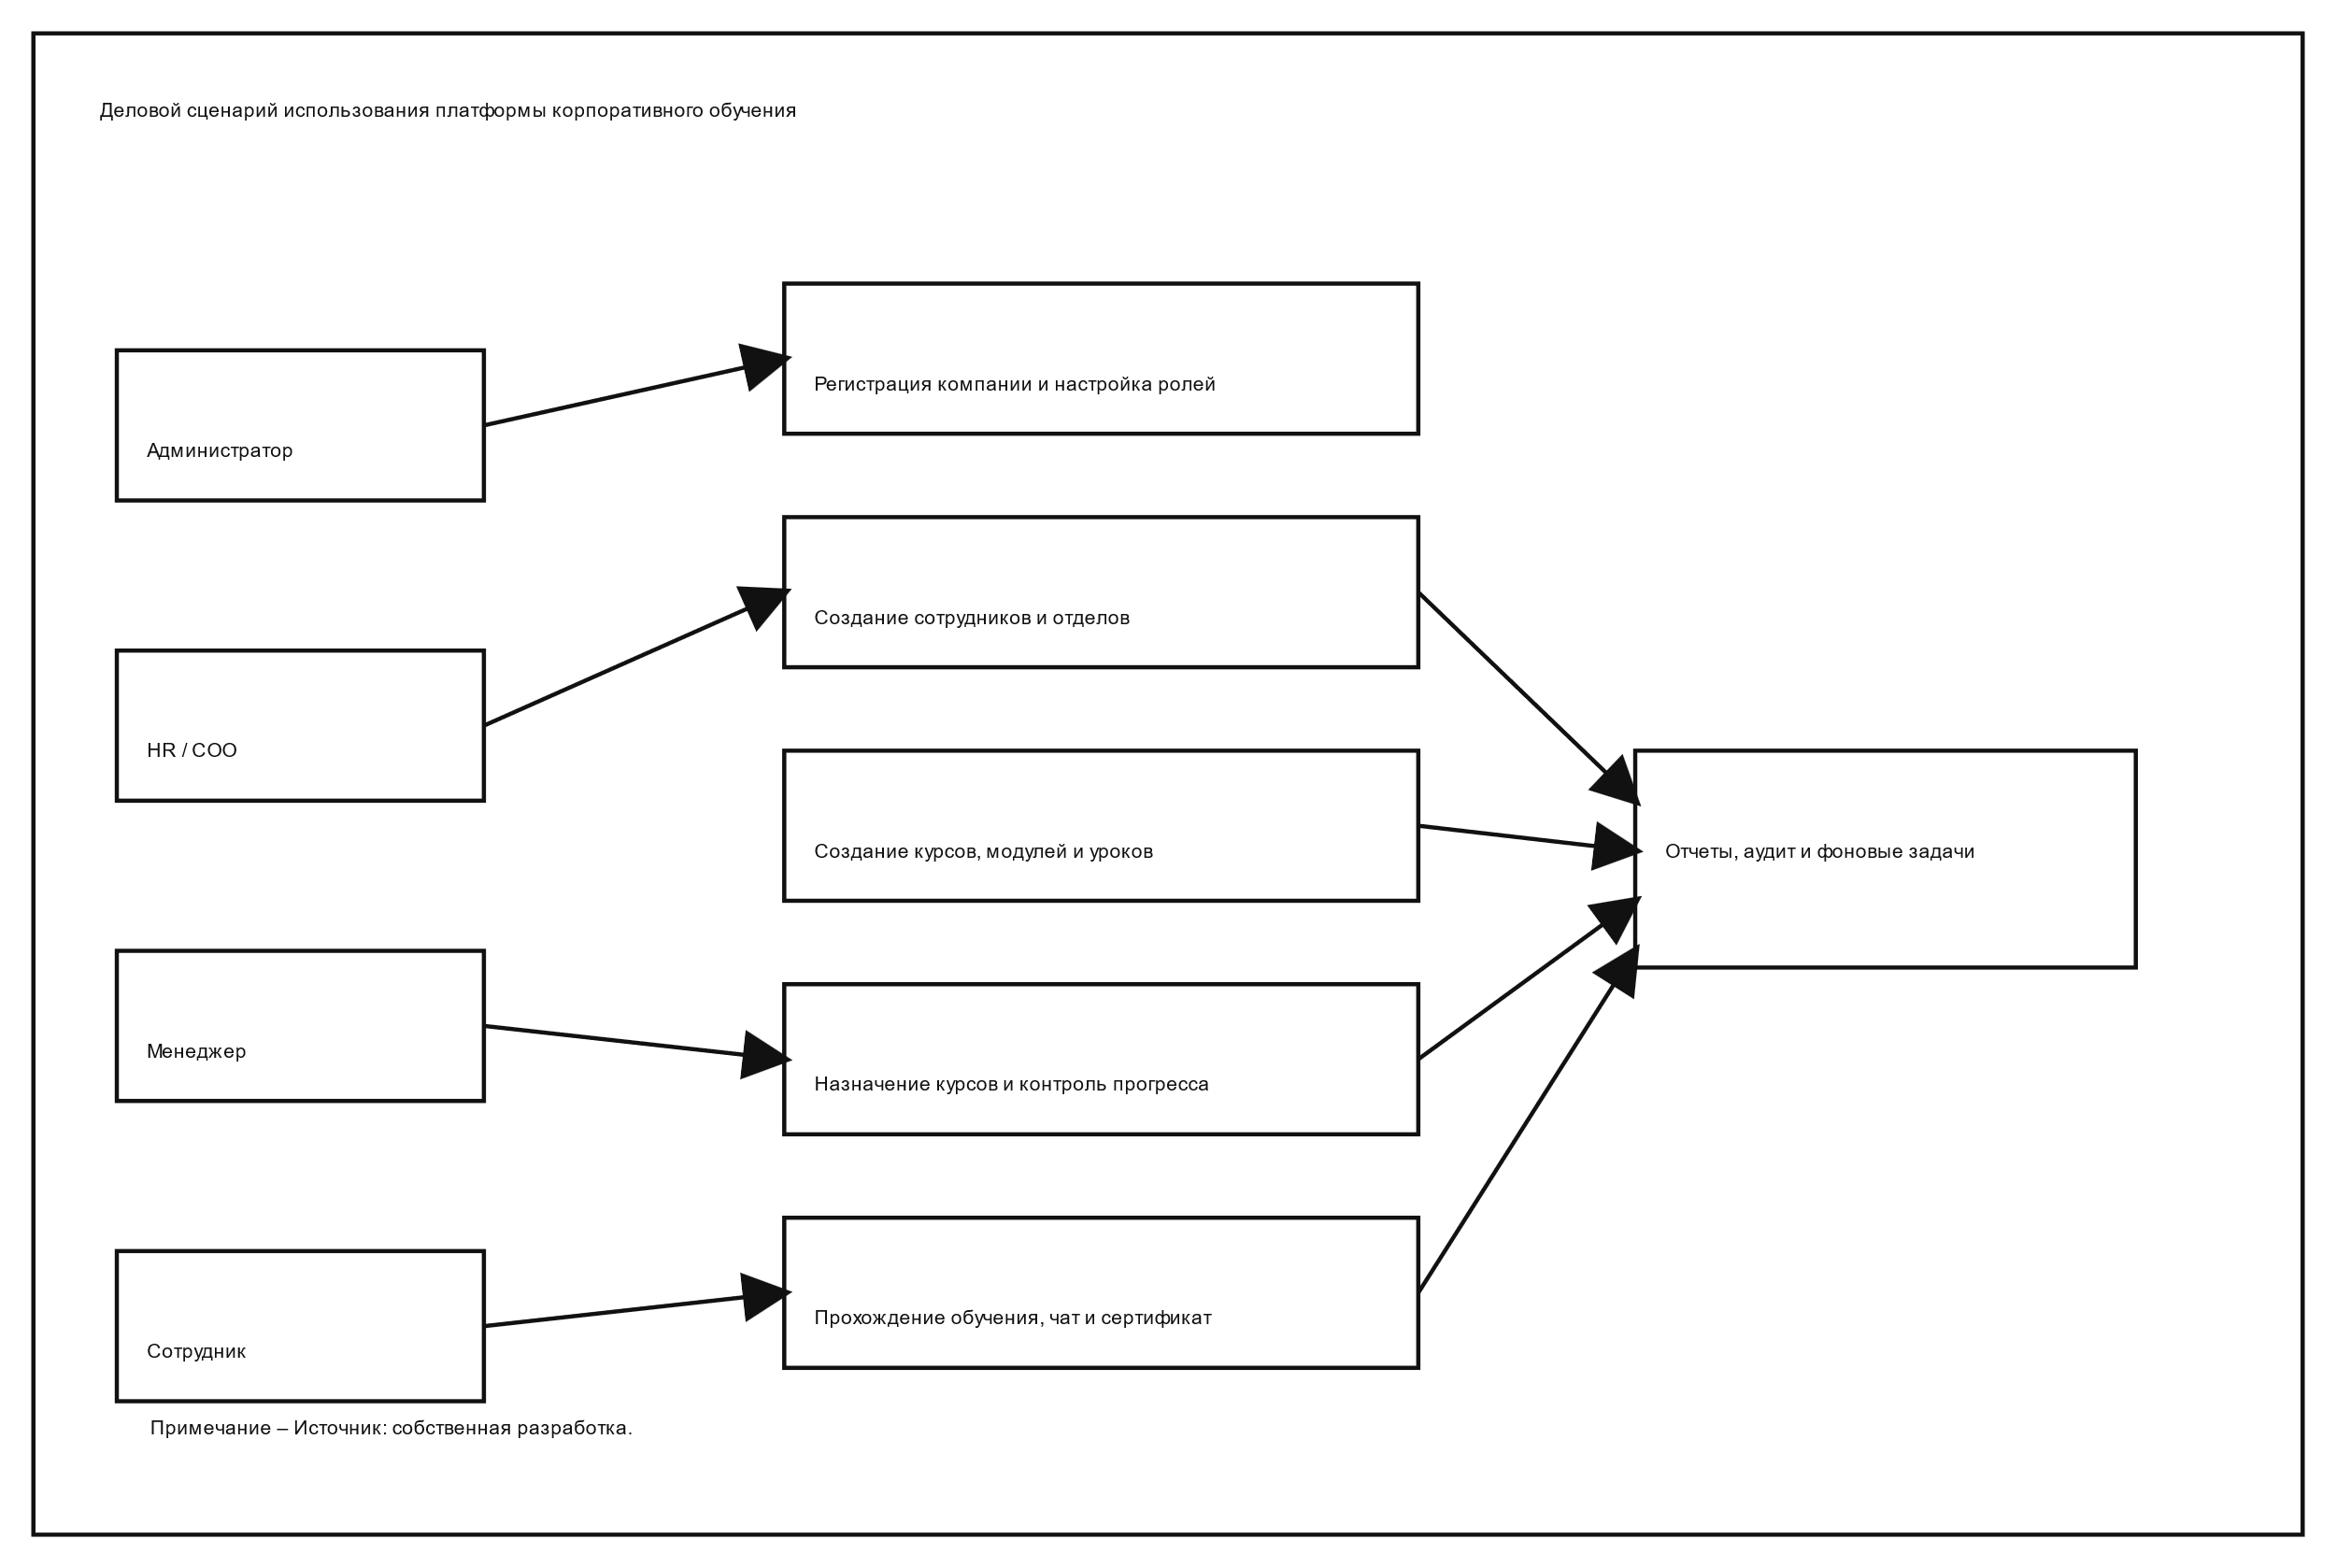 Деловой сценарий использования платформы корпоративного обучения
Администратор
HR / COO
Менеджер
Сотрудник
Регистрация компании и настройка ролей
Создание сотрудников и отделов
Создание курсов, модулей и уроков
Назначение курсов и контроль прогресса
Прохождение обучения, чат и сертификат
Отчеты, аудит и фоновые задачи
Примечание – Источник: собственная разработка.